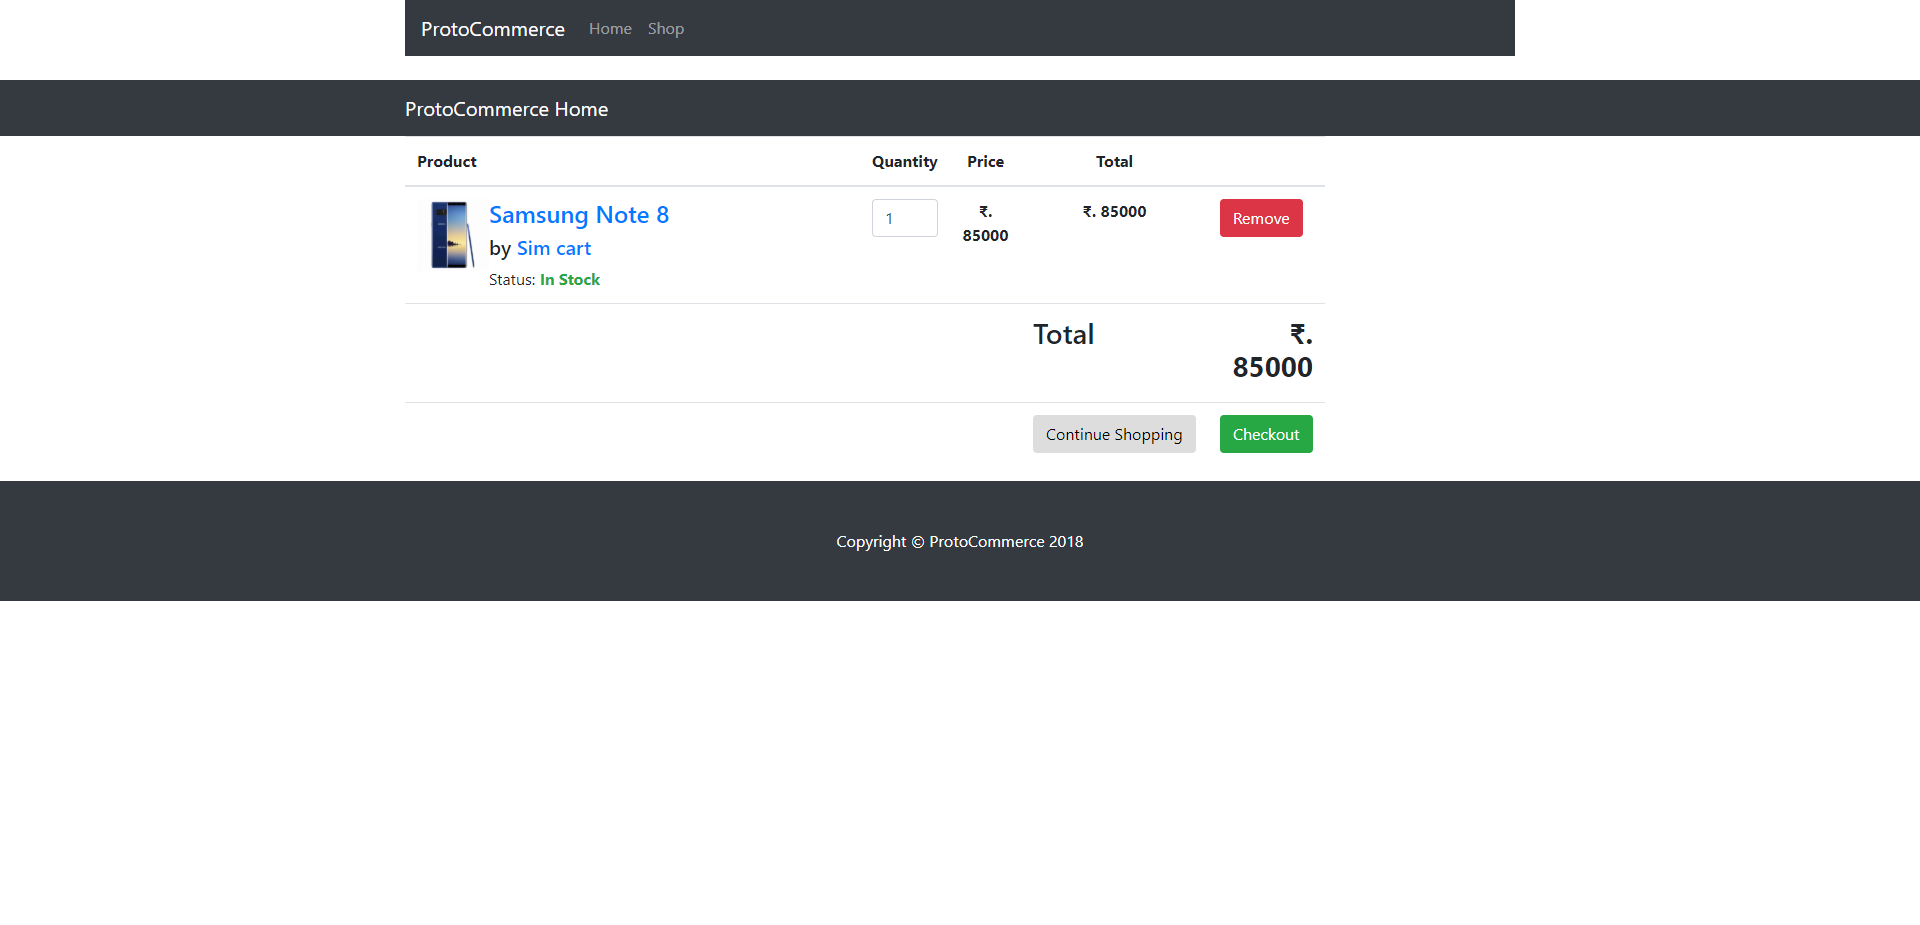 ProtoCommerce Home Shop
ProtoCommerce Home
Product Quantity Price Total
Samsung Note 8 1 ₹. 85000 ₹. 85000 Remove
by Sim cart
Status: In Stock
Total ₹. 85000
Continue Shopping Checkout
Copyright © ProtoCommerce 2018